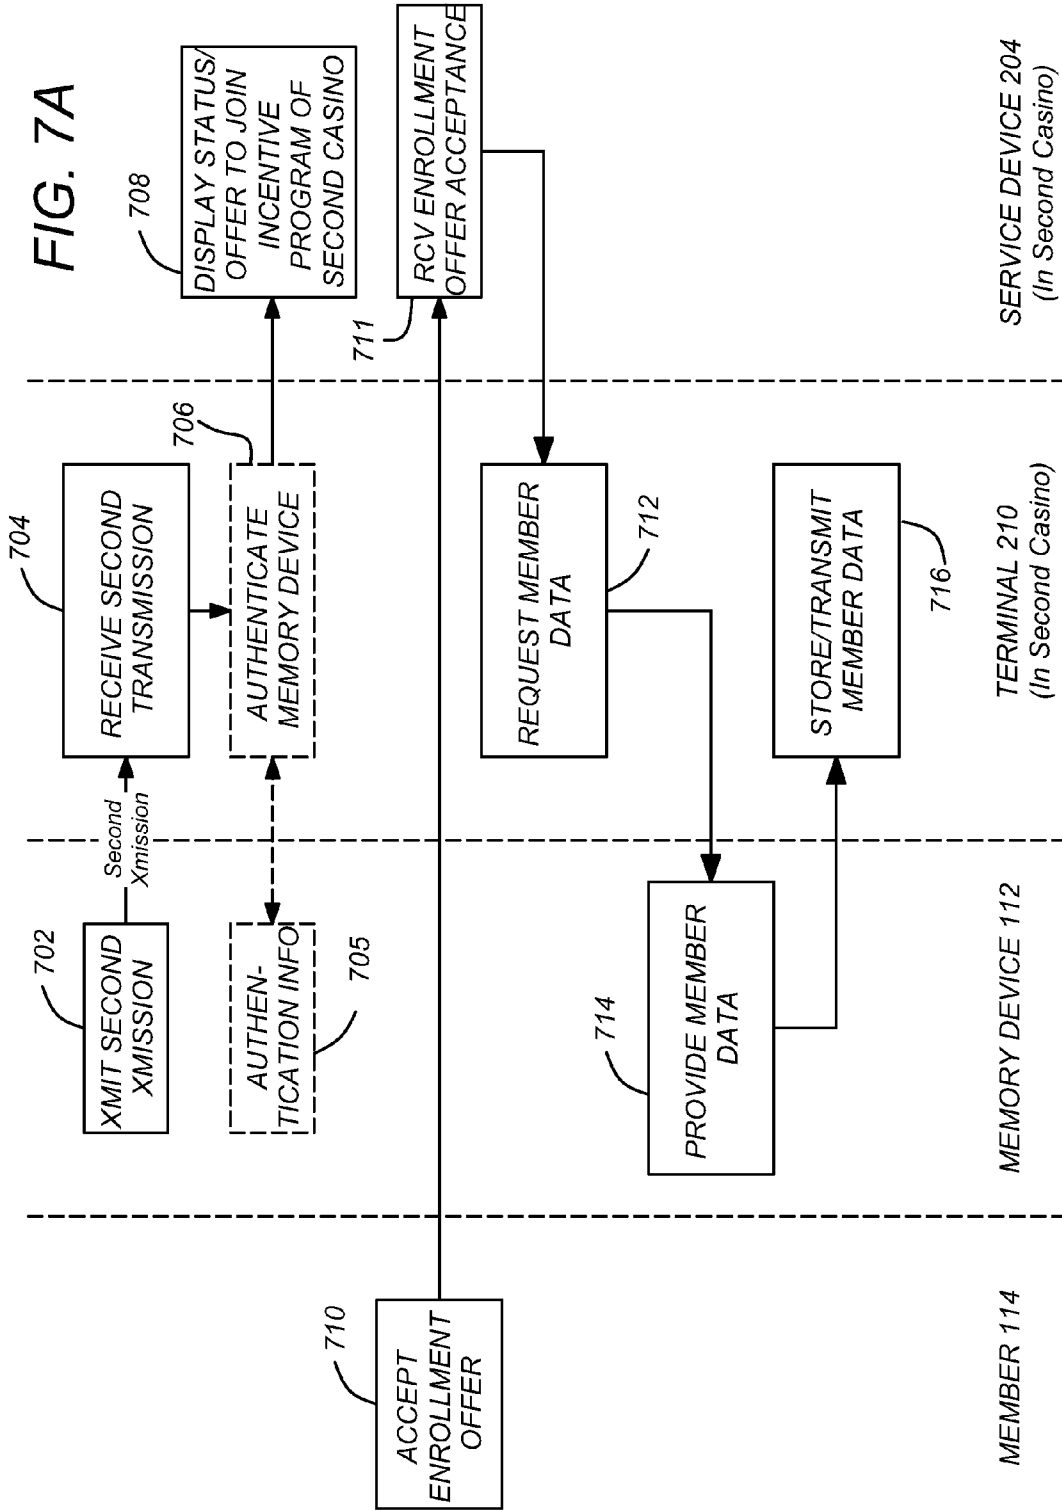 FIG. 7A
702
XMIT SECOND
XMISSION
Second
Xmission
704
RECEIVE SECOND
TRANSMISSION
705
AUTHEN-
TICATION INFO
706
AUTHENTICATE
MEMORY DEVICE
708
DISPLAY STATUS/
OFFER TO JOIN
INCENTIVE
PROGRAM OF
SECOND CASINO
710
ACCEPT
ENROLLMENT
OFFER
711
RCV ENROLLMENT
OFFER ACCEPTANCE
REQUEST MEMBER
DATA
712
714
PROVIDE MEMBER
DATA
STORE/TRANSMIT
MEMBER DATA
716
MEMBER 114
MEMORY DEVICE 112
TERMINAL 210
(In Second Casino)
SERVICE DEVICE 204
(In Second Casino)